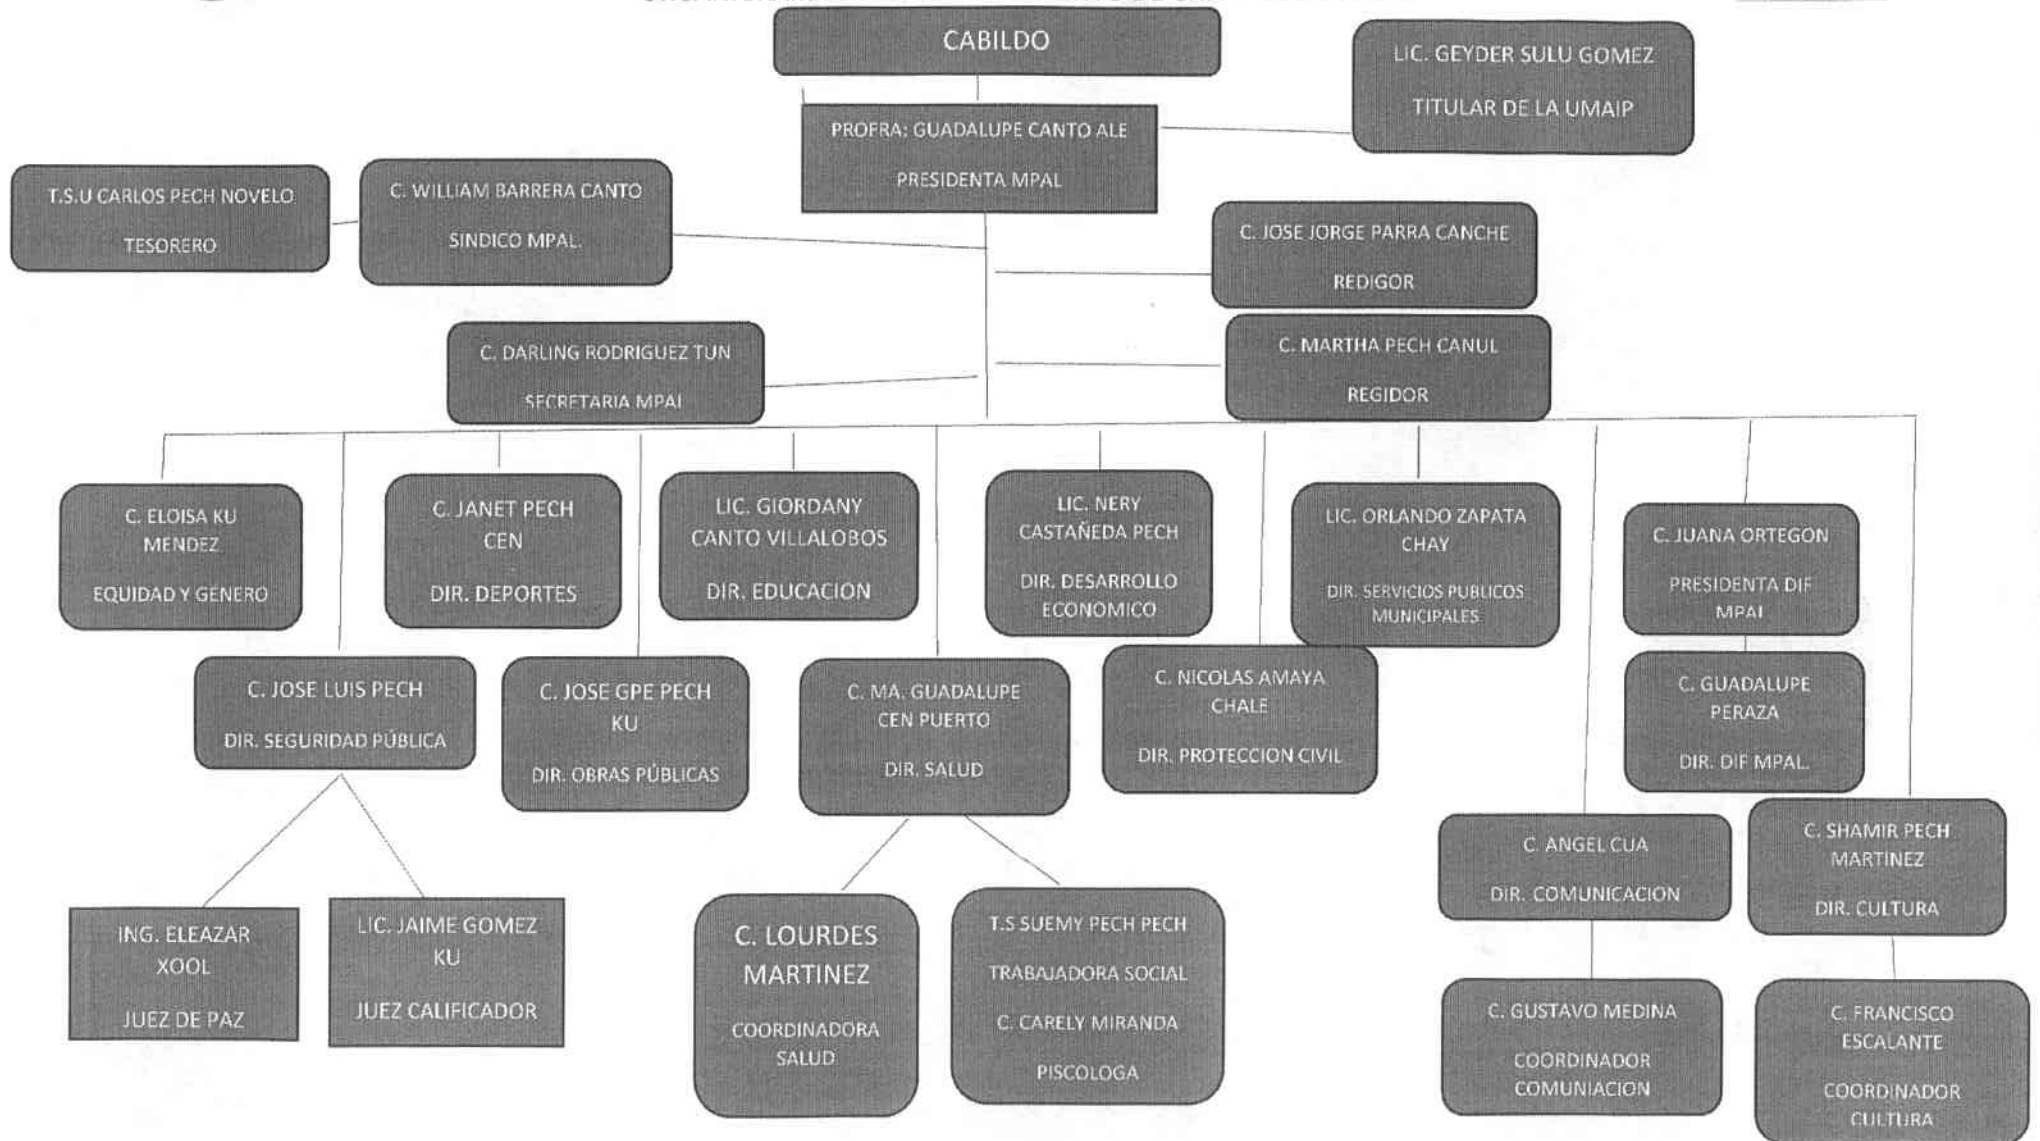 CABILDO
LIC. GEYDER SULU GOMEZ
TITULAR DE LA UMAIP
PROFRA: GUADALUPE CANTO ALE
PRESIDENTA MPAL
T.S.U CARLOS PECH NOVELO
TESORERO
C. WILLIAM BARRERA CANTO
SINDICO MPAL.
C. JOSE JORGE PARRA CANCHE
REDIGOR
C. DARLING RODRIGUEZ TUN
SECRETARIA MPAL
C. MARTHA PECH CANUL
REGIDOR
C. ELOISA KU
MENDEZ
EQUIDAD Y GENERO
C. JANET PECH
CEN
DIR. DEPORTES
LIC. GIORDANY
CANTO VILLALOBOS
DIR. EDUCACION
LIC. NERY
CASTAÑEDA PECH
DIR. DESARROLLO
ECONOMICO
LIC. ORLANDO ZAPATA
CHAY
DIR. SERVICIOS PUBLICOS
MUNICIPALES
C. JUANA ORTEGON
PRESIDENTA DIF
MPAL
C. JOSE LUIS PECH
DIR. SEGURIDAD PÚBLICA
C. JOSE GPE PECH
KU
DIR. OBRAS PÚBLICAS
C. MA. GUADALUPE
CEN PUERTO
DIR. SALUD
C. NICOLAS AMAYA
CHALE
DIR. PROTECCION CIVIL
C. GUADALUPE
PERAZA
DIR. DIF MPAL.
C. ANGEL CUA
DIR. COMUNICACION
C. SHAMIR PECH
MARTINEZ
DIR. CULTURA
ING. ELEAZAR
XOOL
JUEZ DE PAZ
LIC. JAIME GOMEZ
KU
JUEZ CALIFICADOR
C. LOURDES
MARTINEZ
COORDINADORA
SALUD
T.S SUEMY PECH PECH
TRABAJADORA SOCIAL
C. CARELY MIRANDA
PISCOLOGA
C. GUSTAVO MEDINA
COORDINADOR
COMUNIACION
C. FRANCISCO
ESCALANTE
COORDINADOR
CULTURA